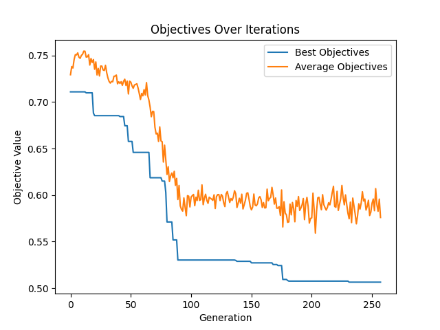 Objectives Over Iterations
Best Objectives
Average Objectives
Objective Value
0.75
0.70
0.65
0.60
0.55
0.50
0
50
100
150
200
250
Generation